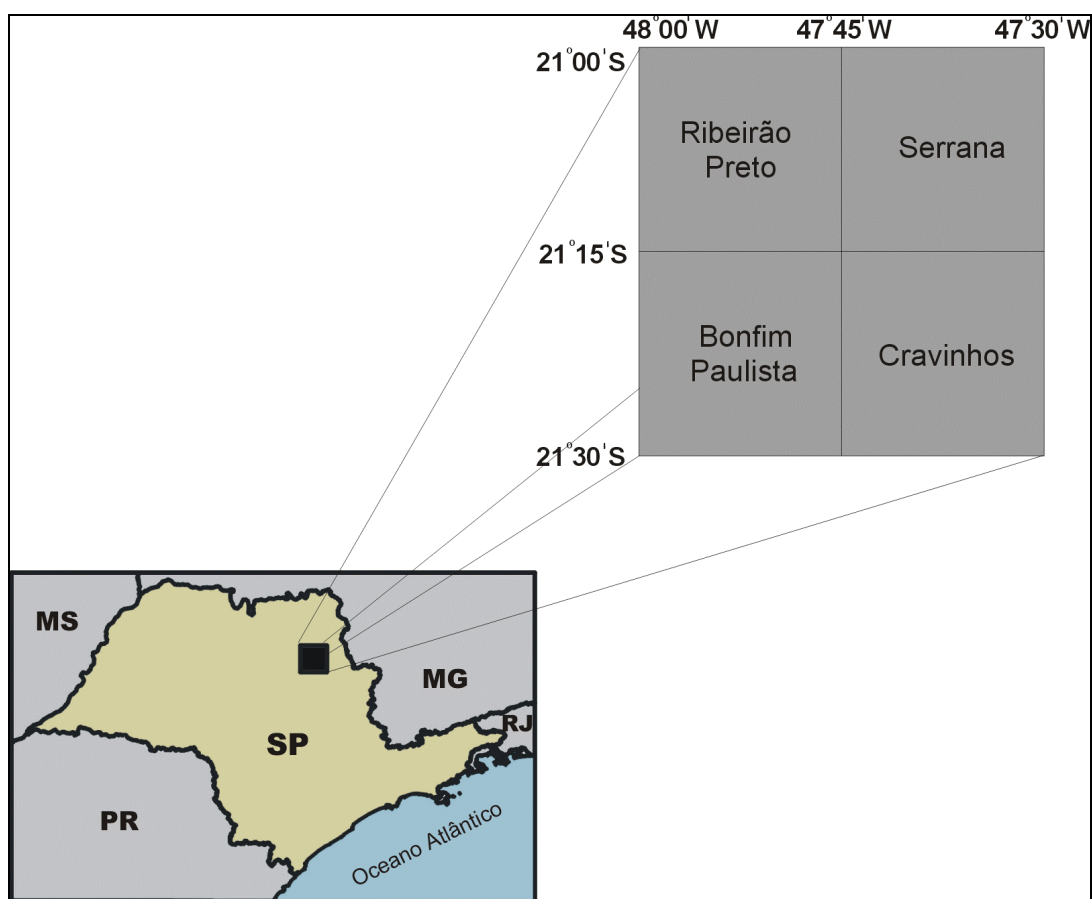 48°00'W 47°45'W 47°30'W
21°00'S
Ribeirão
Preto
Serrana
21°15'S
Bonfim
Paulista
Cravinhos
21°30'S
MS
MG
RJ
SP
PR
Oceano Atlântico